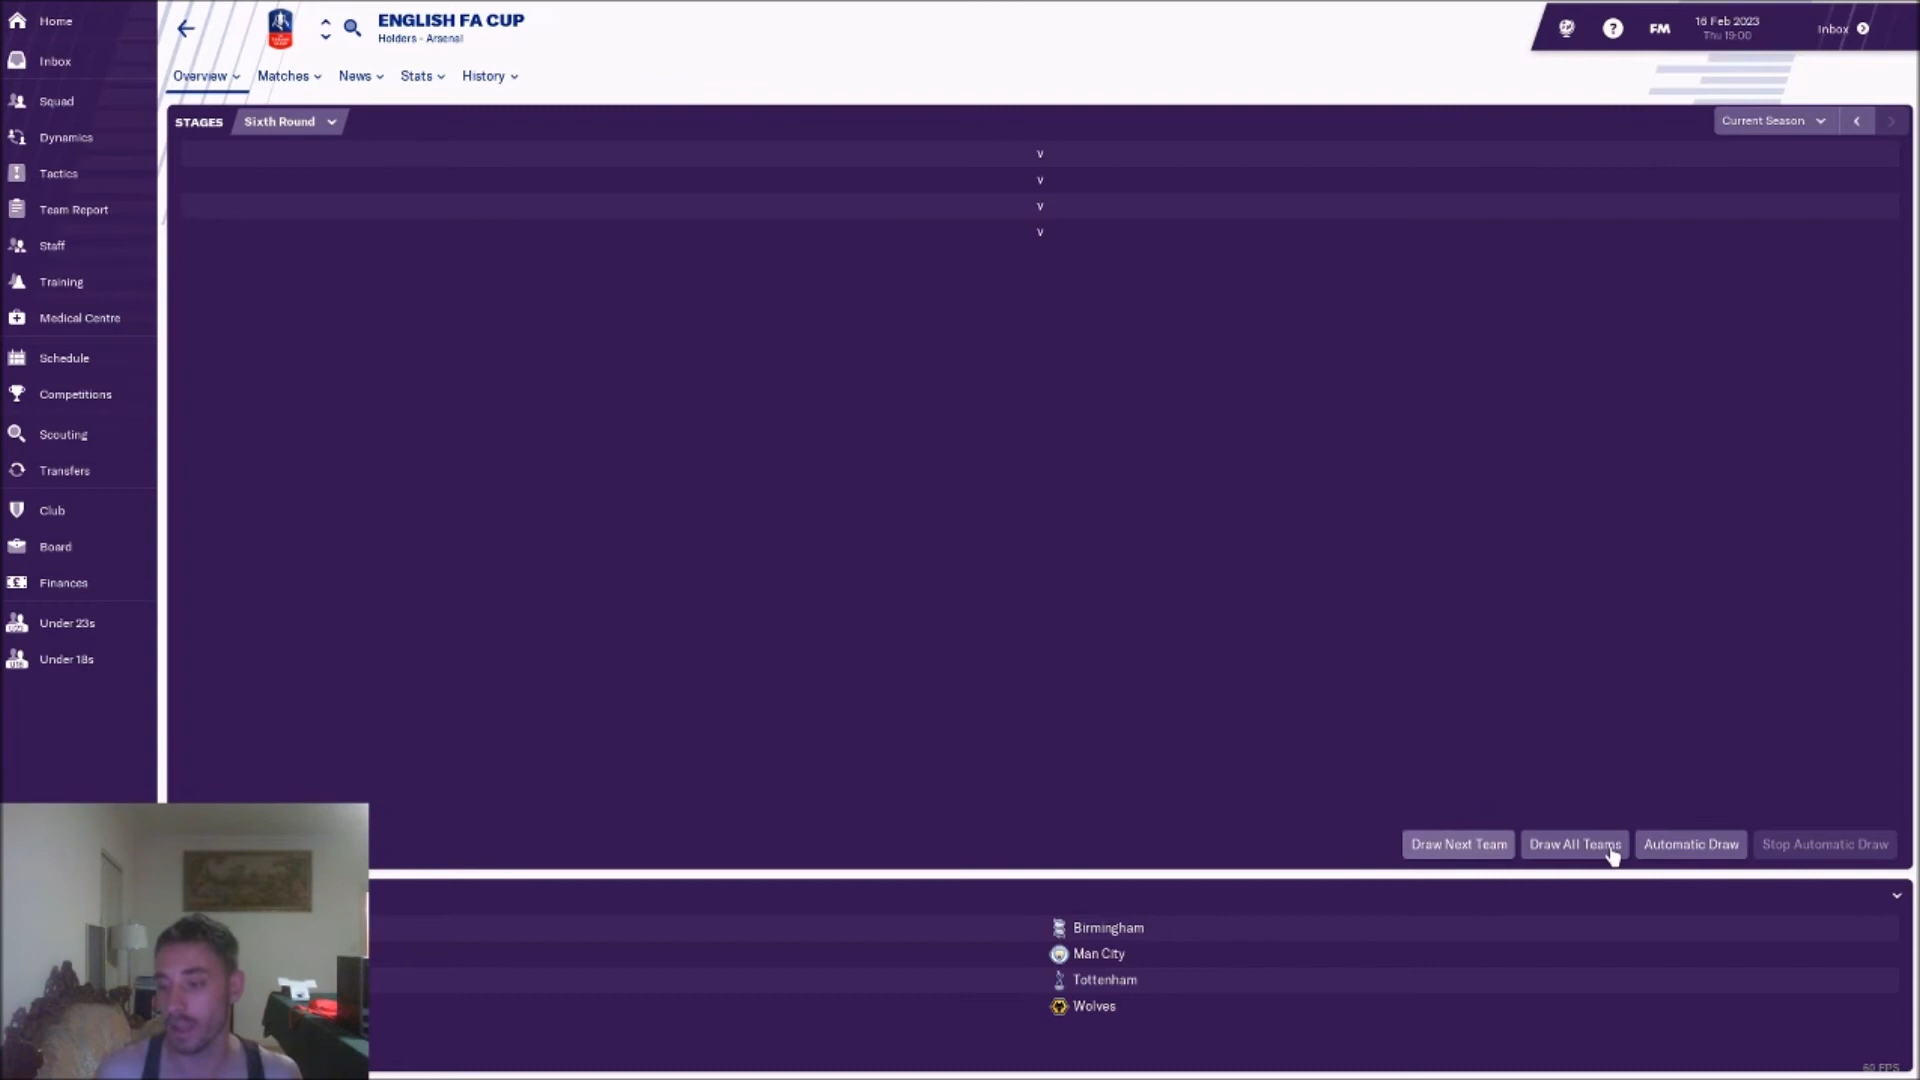 Home
Inbox
Squad
Dynamics
Tactics
Team Report
Staff
Training
Medical Centre
Schedule
Competitions
Scouting
Transfers
Club
Board
Finances
Under 23s
Under 18s
ENGLISH FA CUP
Holders - Arsenal
FM
16 Feb 2023
Thu 19:00
Inbox
Overview
Matches
News
Stats
History
STAGES
Sixth Round
Current Season
v
v
v
v
Draw Next Team
Draw All Teams
Automatic Draw
Stop Automatic Draw
Birmingham
Man City
Tottenham
Wolves
60 FPS